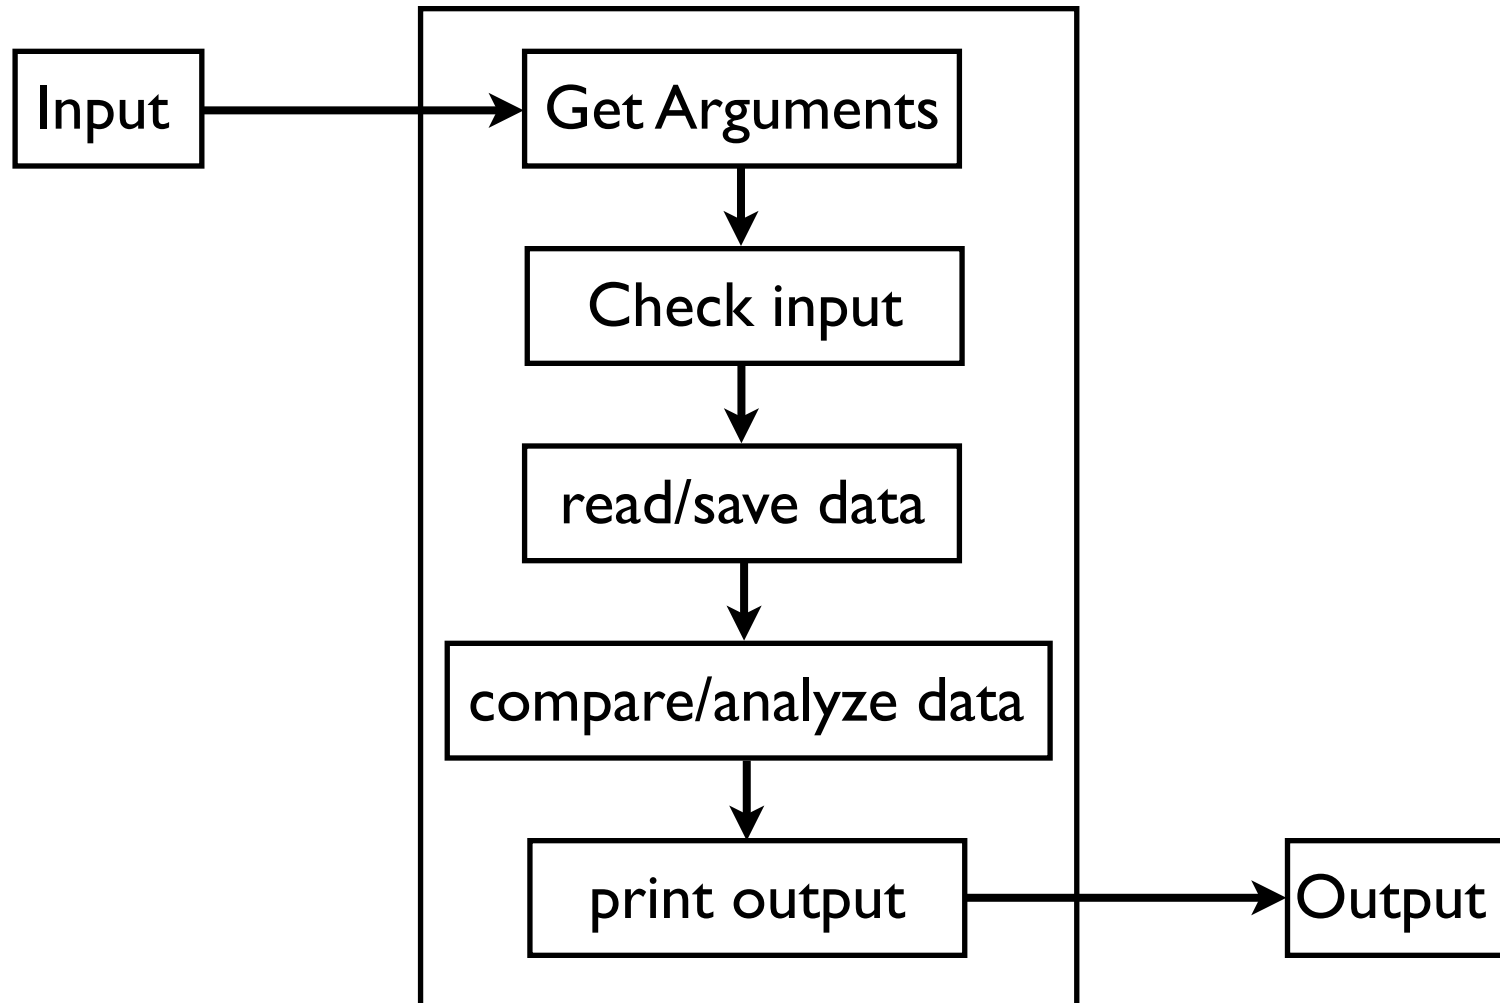 Input
Get Arguments
Check input
read/save data
compare/analyze data
print output
Output